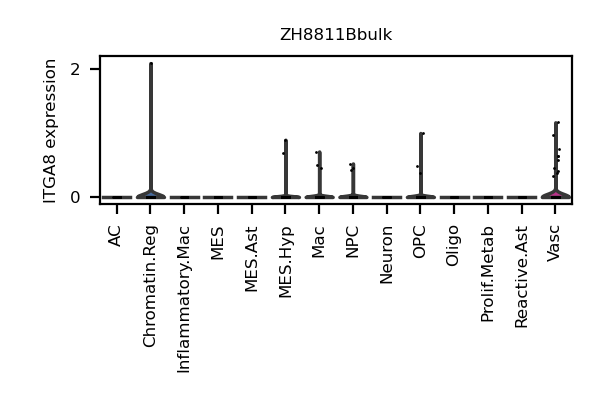 ZH8811Bbulk
ITGA8 expression
2
0
AC
Chromatin.Reg
Inflammatory.Mac
MES
MES.Ast
MES.Hyp
Mac
NPC
Neuron
OPC
Oligo
Prolif.Metab
Reactive.Ast
Vasc